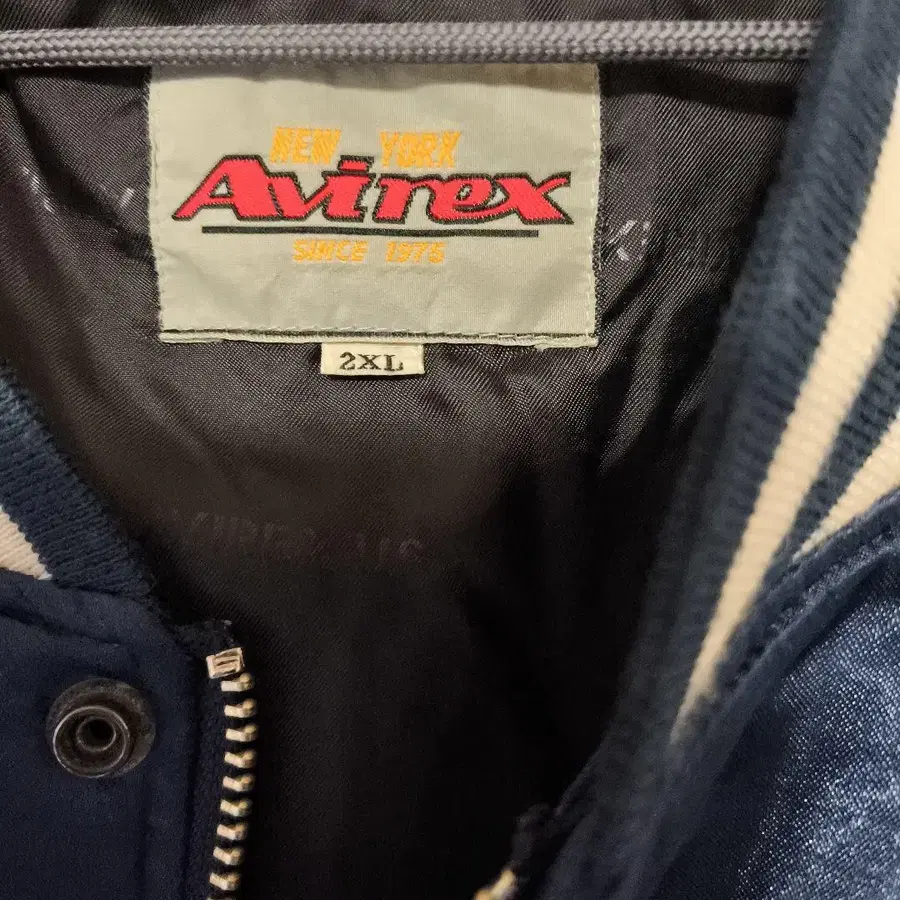 NEW YORK
Avirex
SINCE 1975
2XL